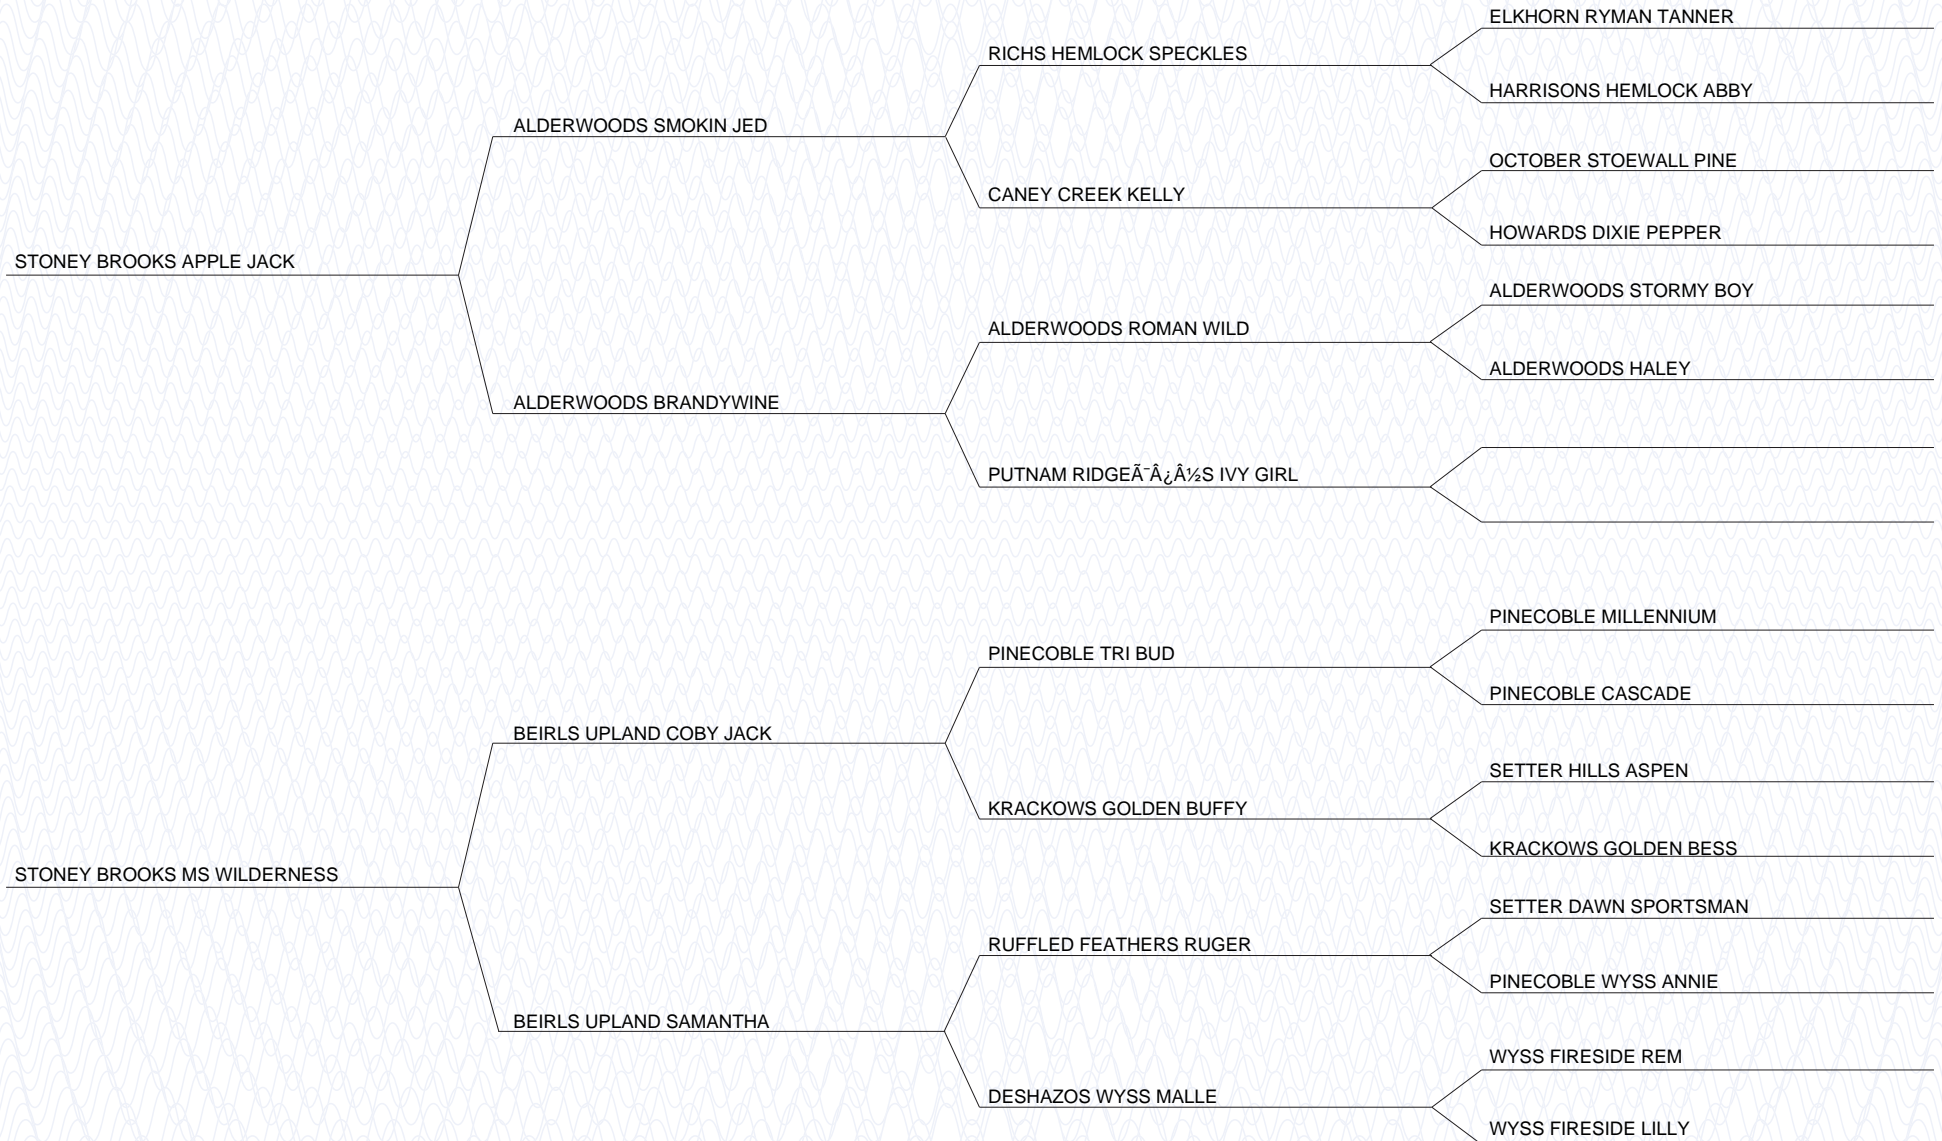 ELKHORN RYMAN TANNER
RICHS HEMLOCK SPECKLES
HARRISONS HEMLOCK ABBY
ALDERWOODS SMOKIN JED
OCTOBER STOEWALL PINE
CANEY CREEK KELLY
HOWARDS DIXIE PEPPER
STONEY BROOKS APPLE JACK
ALDERWOODS STORMY BOY
ALDERWOODS ROMAN WILD
ALDERWOODS HALEY
ALDERWOODS BRANDYWINE
PUTNAM RIDGEÃ¯Â¿Â½S IVY GIRL
PINECOBLE MILLENNIUM
PINECOBLE TRI BUD
PINECOBLE CASCADE
BEIRLS UPLAND COBY JACK
SETTER HILLS ASPEN
KRACKOWS GOLDEN BUFFY
KRACKOWS GOLDEN BESS
STONEY BROOKS MS WILDERNESS
SETTER DAWN SPORTSMAN
RUFFLED FEATHERS RUGER
PINECOBLE WYSS ANNIE
BEIRLS UPLAND SAMANTHA
WYSS FIRESIDE REM
DESHAZOS WYSS MALLE
WYSS FIRESIDE LILLY